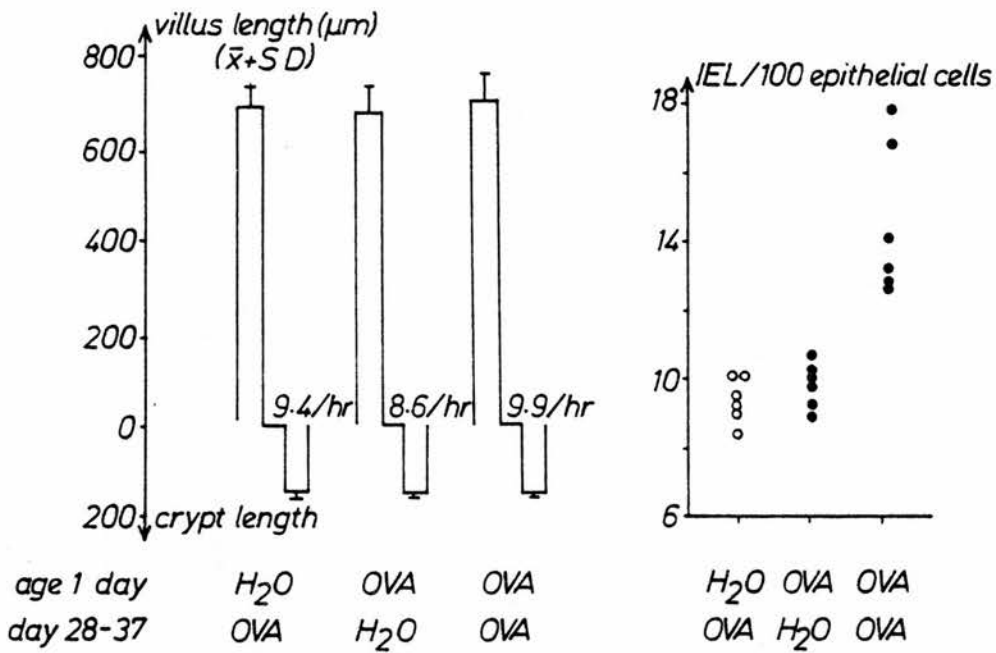 villus length (μm)
(x̄+SD)
800
600
400
200
0
200
9.4/hr 8.6/hr 9.9/hr
crypt length
IEL/100 epithelial cells
18
14
10
6
age 1 day H₂O OVA OVA
day 28-37 OVA H₂O OVA
H₂O OVA OVA
OVA H₂O OVA